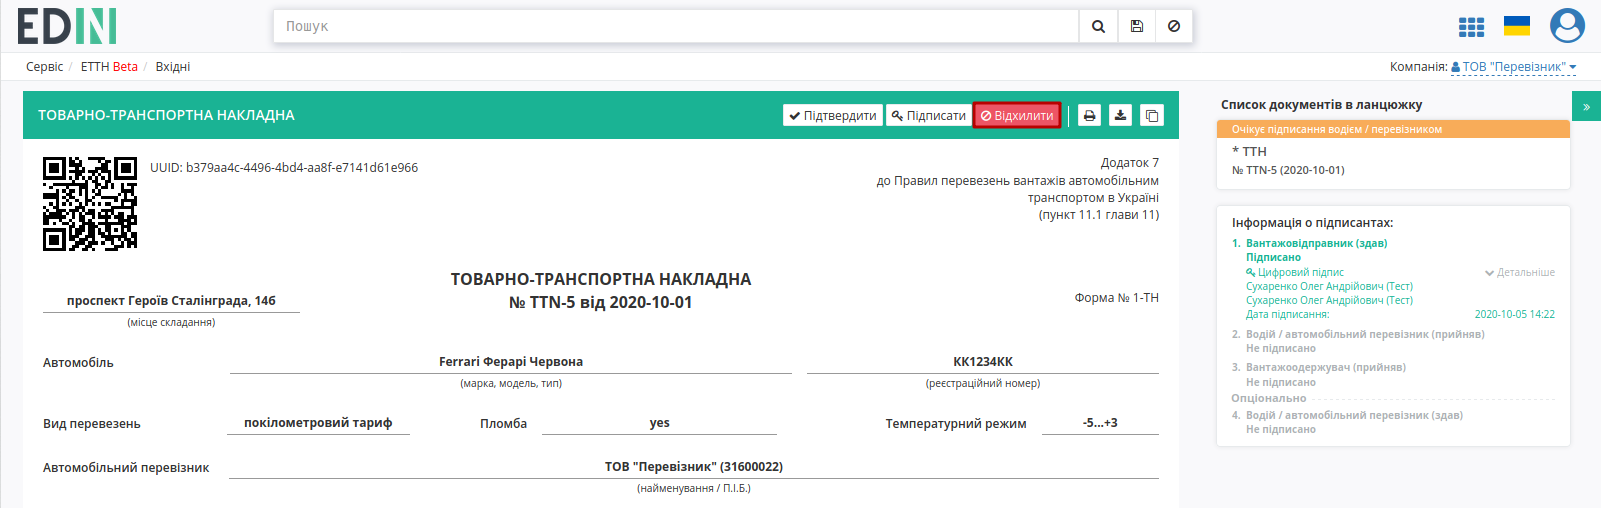 EDIN
Пошук
Сервіс / ЕТТН Beta / Вхідні
Компанія: ТОВ "Перевізник"
ТОВАРНО-ТРАНСПОРТНА НАКЛАДНА
Підтвердити Підписати Відхилити
UUID: b379aa4c-4496-4bd4-aa8f-e7141d61e966
Додаток 7
до Правил перевезень вантажів автомобільним
транспортом в Україні
(пункт 11.1 глави 11)
ТОВАРНО-ТРАНСПОРТНА НАКЛАДНА
№ TTN-5 від 2020-10-01
проспект Героїв Сталінграда, 14б
(місце складання)
Форма № 1-ТН
Автомобіль Ferrari Ферарі Червона КК1234КК
(марка, модель, тип) (реєстраційний номер)
Вид перевезень покілометровий тариф Пломба yes Температурний режим -5...+3
Автомобільний перевізник ТОВ "Перевізник" (31600022)
(найменування / П.І.Б.)
Список документів в ланцюжку »
Очікує підписання водієм / перевізником
* ТТН
№ TTN-5 (2020-10-01)
Інформація о підписантах:
1. Вантажовідправник (здав)
Підписано
Цифровий підпис Детальніше
Сухаренко Олег Андрійович (Тест)
Сухаренко Олег Андрійович (Тест)
Дата підписання: 2020-10-05 14:22
2. Водій / автомобільний перевізник (прийняв)
Не підписано
3. Вантажоодержувач (прийняв)
Не підписано
Опціонально
4. Водій / автомобільний перевізник (здав)
Не підписано